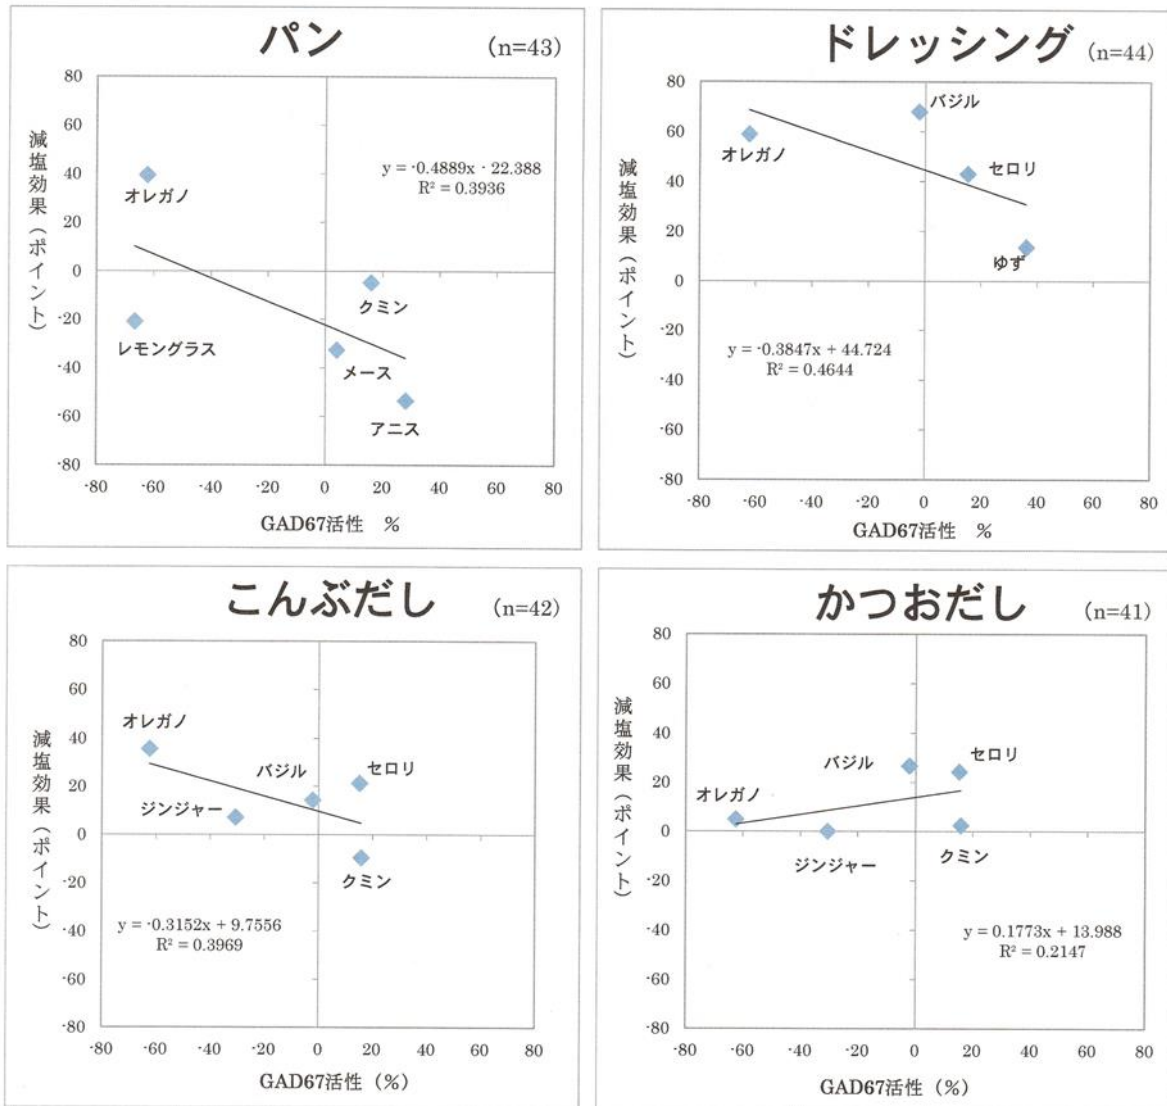 パン (n=43)
80
60
40
20
0
-20
-40
-60
-80
減塩効果（ポイント）
オレガノ
y = -0.4889x - 22.388
R² = 0.3936
クミン
レモングラス
メース
アニス
-80 -60 -40 -20 0 20 40 60 80
GAD67活性 %
ドレッシング (n=44)
80
60
40
20
0
-20
-40
-60
-80
減塩効果（ポイント）
バジル
オレガノ
セロリ
ゆず
y = -0.3847x + 44.724
R² = 0.4644
-80 -60 -40 -20 0 20 40 60 80
GAD67活性 %
こんぶだし (n=42)
80
60
40
20
0
-20
-40
-60
-80
減塩効果（ポイント）
オレガノ
バジル
セロリ
ジンジャー
クミン
y = -0.3152x + 9.7556
R² = 0.3969
-80 -60 -40 -20 0 20 40 60 80
GAD67活性（%）
かつおだし (n=41)
80
60
40
20
0
-20
-40
-60
-80
減塩効果（ポイント）
バジル
セロリ
オレガノ
ジンジャー
クミン
y = 0.1773x + 13.988
R² = 0.2147
-80 -60 -40 -20 0 20 40 60 80
GAD67活性（%）